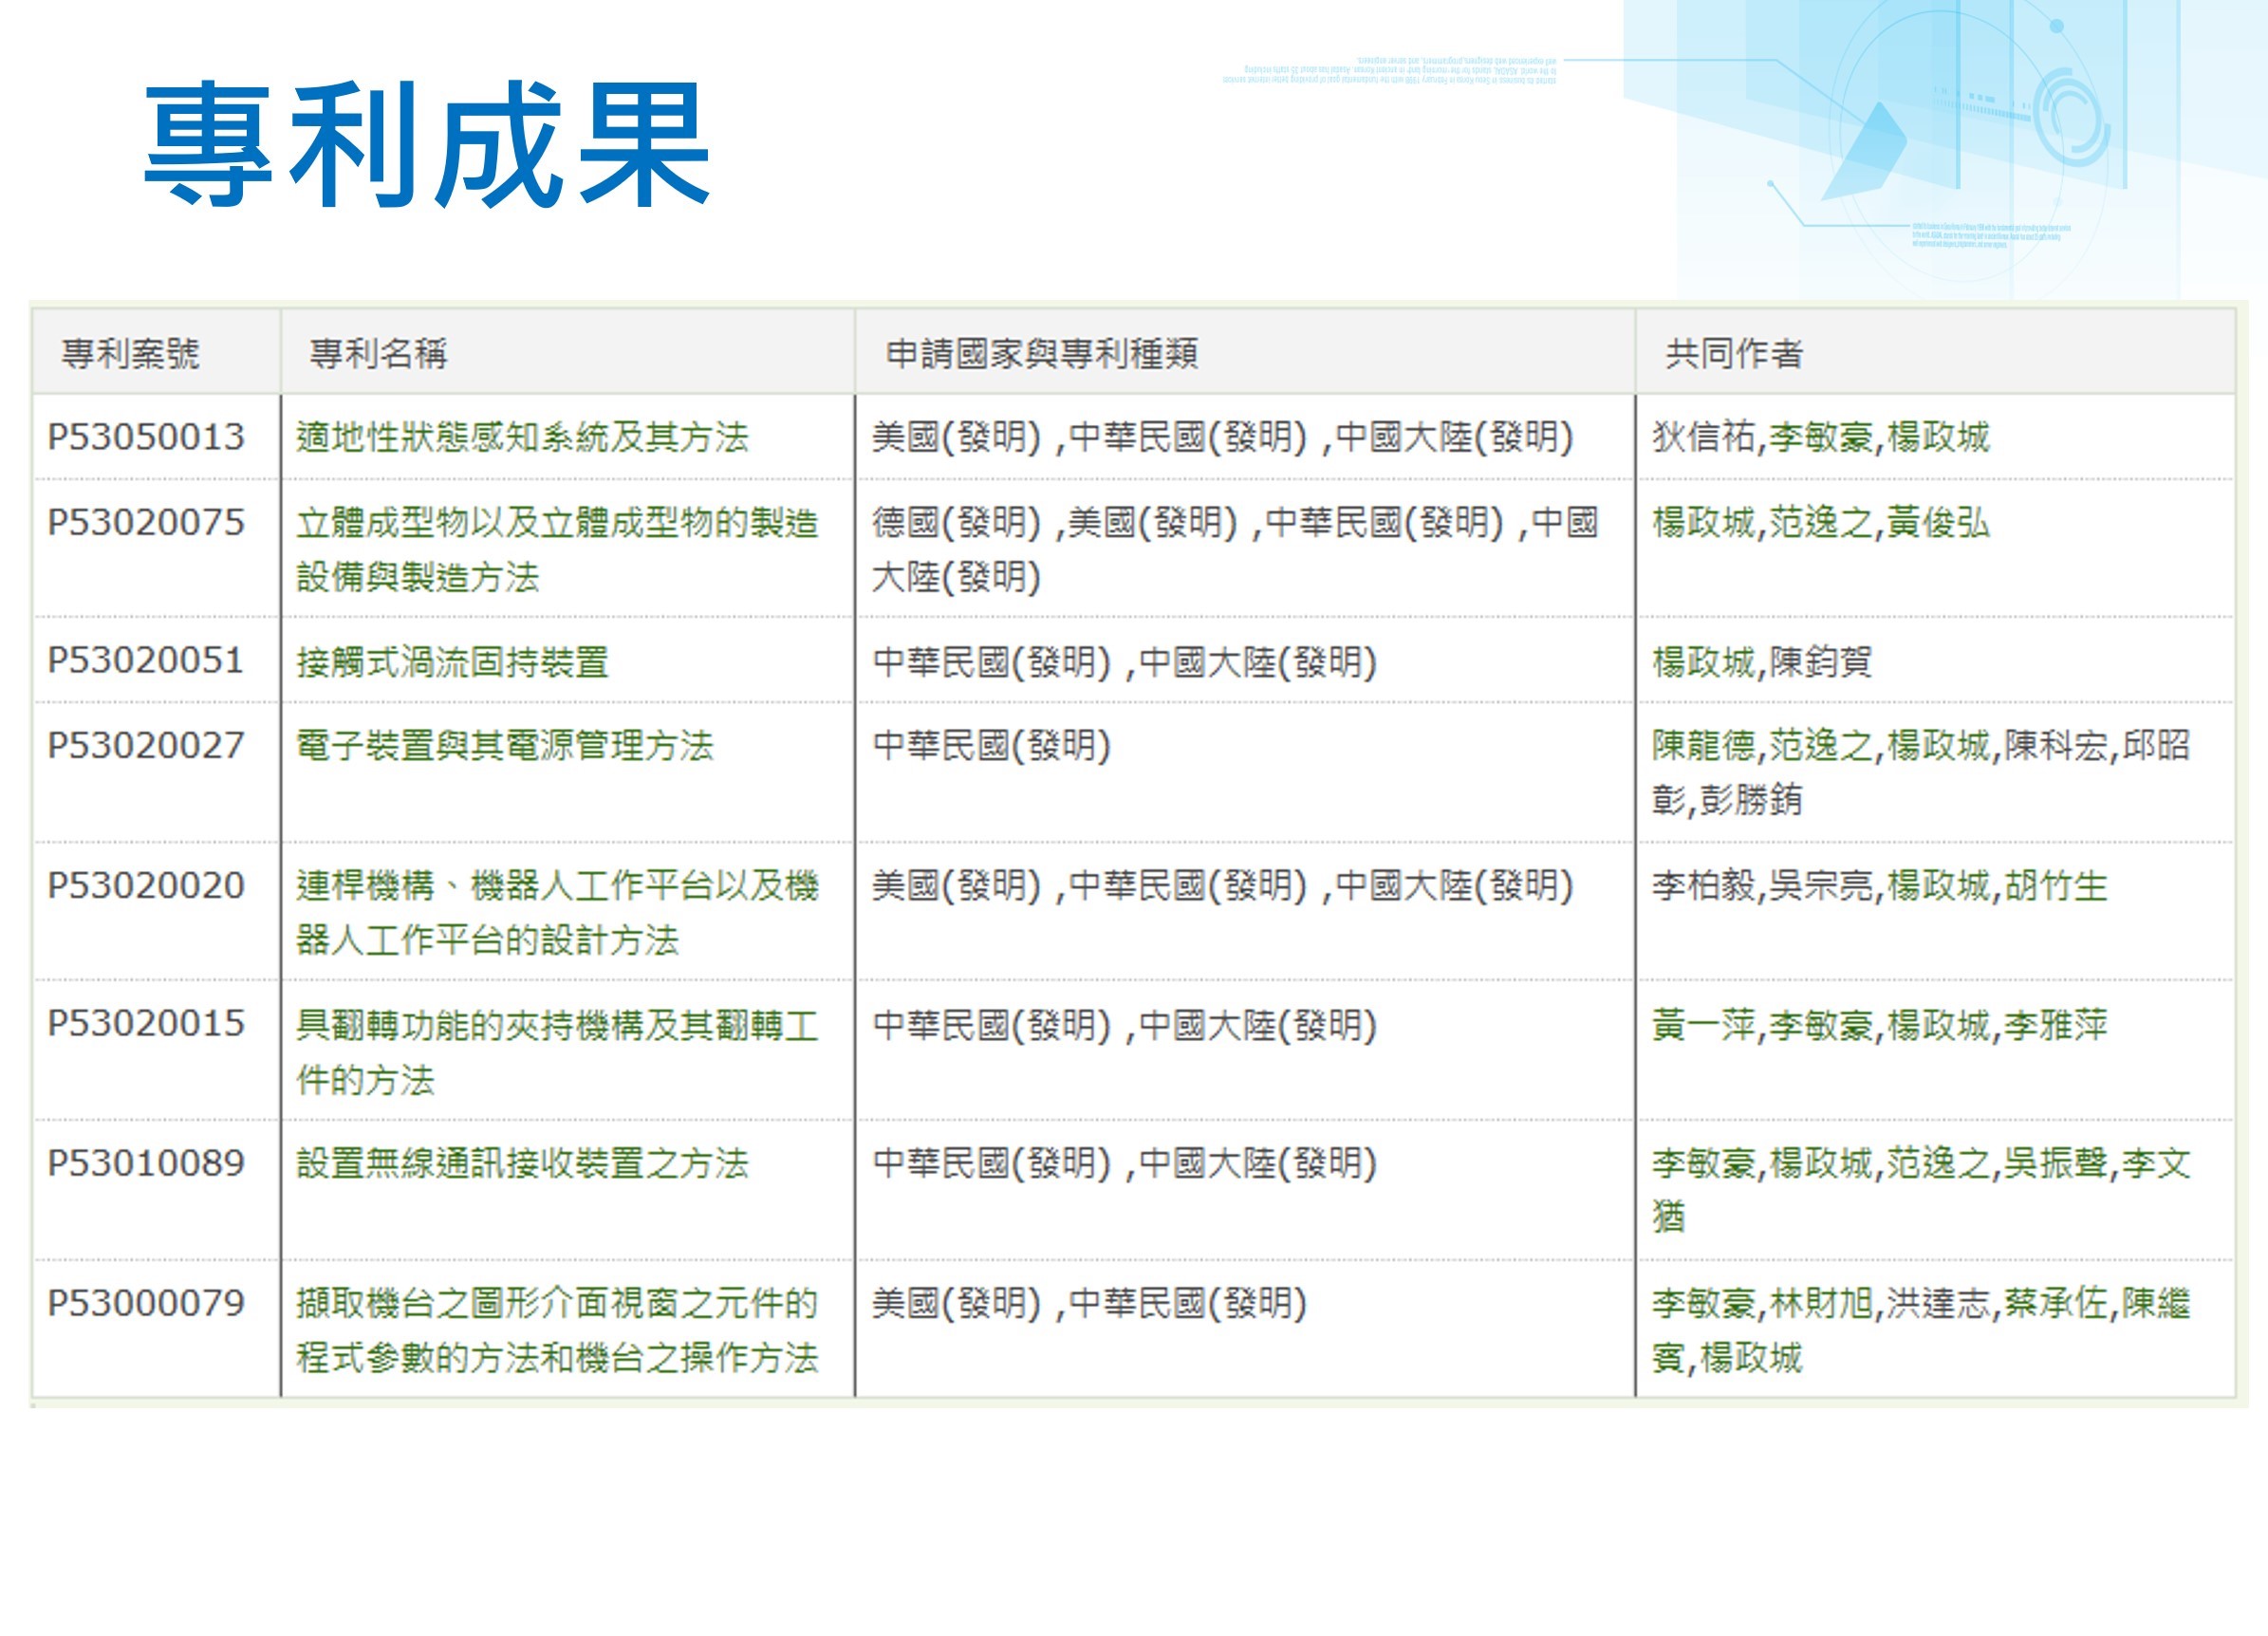 專利成果
專利案號 專利名稱 申請國家與專利種類 共同作者
P53050013 適地性狀態感知系統及其方法 美國(發明) ,中華民國(發明) ,中國大陸(發明) 狄信祐,李敏豪,楊政城
P53020075 立體成型物以及立體成型物的製造 德國(發明) ,美國(發明) ,中華民國(發明) ,中國 楊政城,范逸之,黃俊弘
設備與製造方法 大陸(發明)
P53020051 接觸式渦流固持裝置 中華民國(發明) ,中國大陸(發明) 楊政城,陳鈞賀
P53020027 電子裝置與其電源管理方法 中華民國(發明) 陳龍德,范逸之,楊政城,陳科宏,邱昭
彰,彭勝銪
P53020020 連桿機構、機器人工作平台以及機 美國(發明) ,中華民國(發明) ,中國大陸(發明) 李柏毅,吳宗亮,楊政城,胡竹生
器人工作平台的設計方法
P53020015 具翻轉功能的夾持機構及其翻轉工 中華民國(發明) ,中國大陸(發明) 黃一萍,李敏豪,楊政城,李雅萍
件的方法
P53010089 設置無線通訊接收裝置之方法 中華民國(發明) ,中國大陸(發明) 李敏豪,楊政城,范逸之,吳振聲,李文
猶
P53000079 擷取機台之圖形介面視窗之元件的 美國(發明) ,中華民國(發明) 李敏豪,林財旭,洪達志,蔡承佐,陳繼
程式參數的方法和機台之操作方法 賓,楊政城